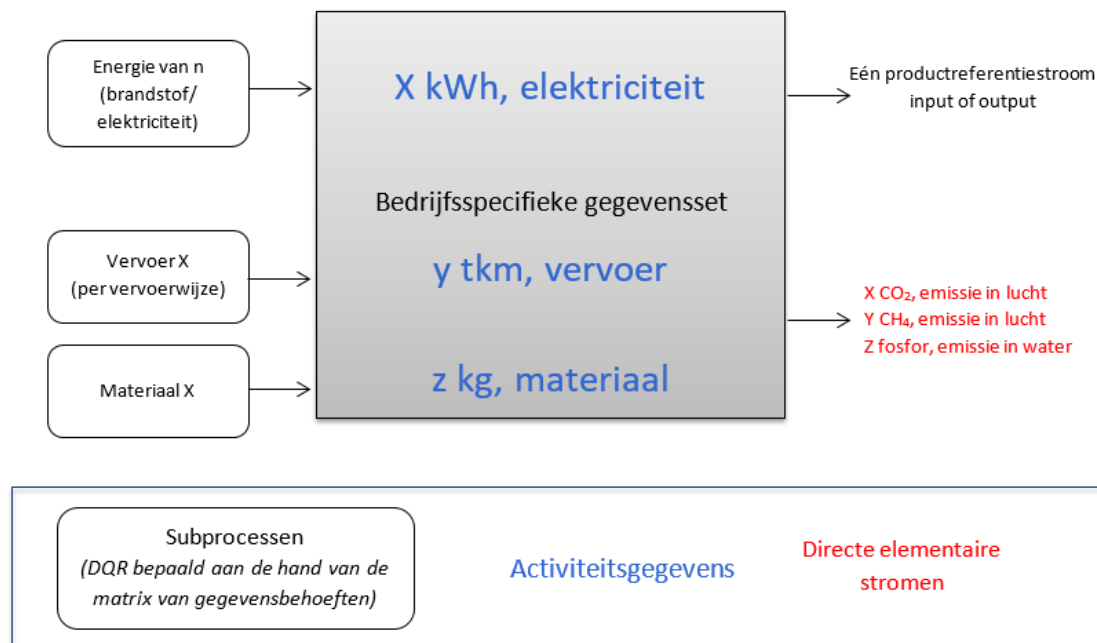 Energie van n
(brandstof/
elektriciteit)
X kWh, elektriciteit
Eén productreferentiestroom
input of output
Bedrijfsspecifieke gegevensset
Vervoer X
(per vervoerwijze)
y tkm, vervoer
X CO₂, emissie in lucht
Y CH₄, emissie in lucht
Z fosfor, emissie in water
Materiaal X
z kg, materiaal
Subprocessen
(DQR bepaald aan de hand van de
matrix van gegevensbehoeften)
Activiteitsgegevens
Directe elementaire
stromen